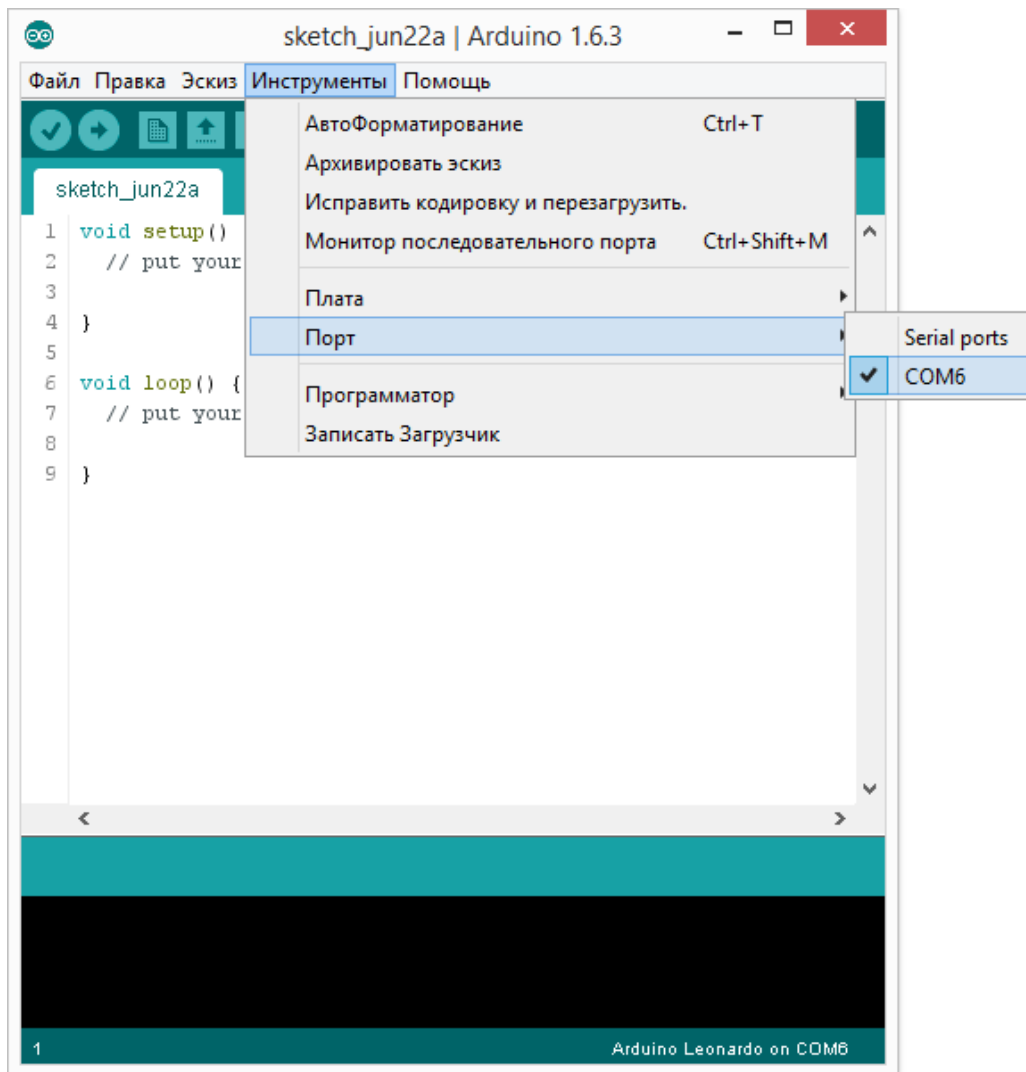 sketch_jun22a | Arduino 1.6.3
Файл Правка Эскиз Инструменты Помощь
АвтоФорматирование Ctrl+T
Архивировать эскиз
Исправить кодировку и перезагрузить.
Монитор последовательного порта Ctrl+Shift+M
Плата
Порт
Serial ports
COM6
Программатор
Записать Загрузчик
sketch_jun22a
1 void setup()
2 // put your
3
4 }
5
6 void loop() {
7 // put your
8
9 }
1 Arduino Leonardo on COM6